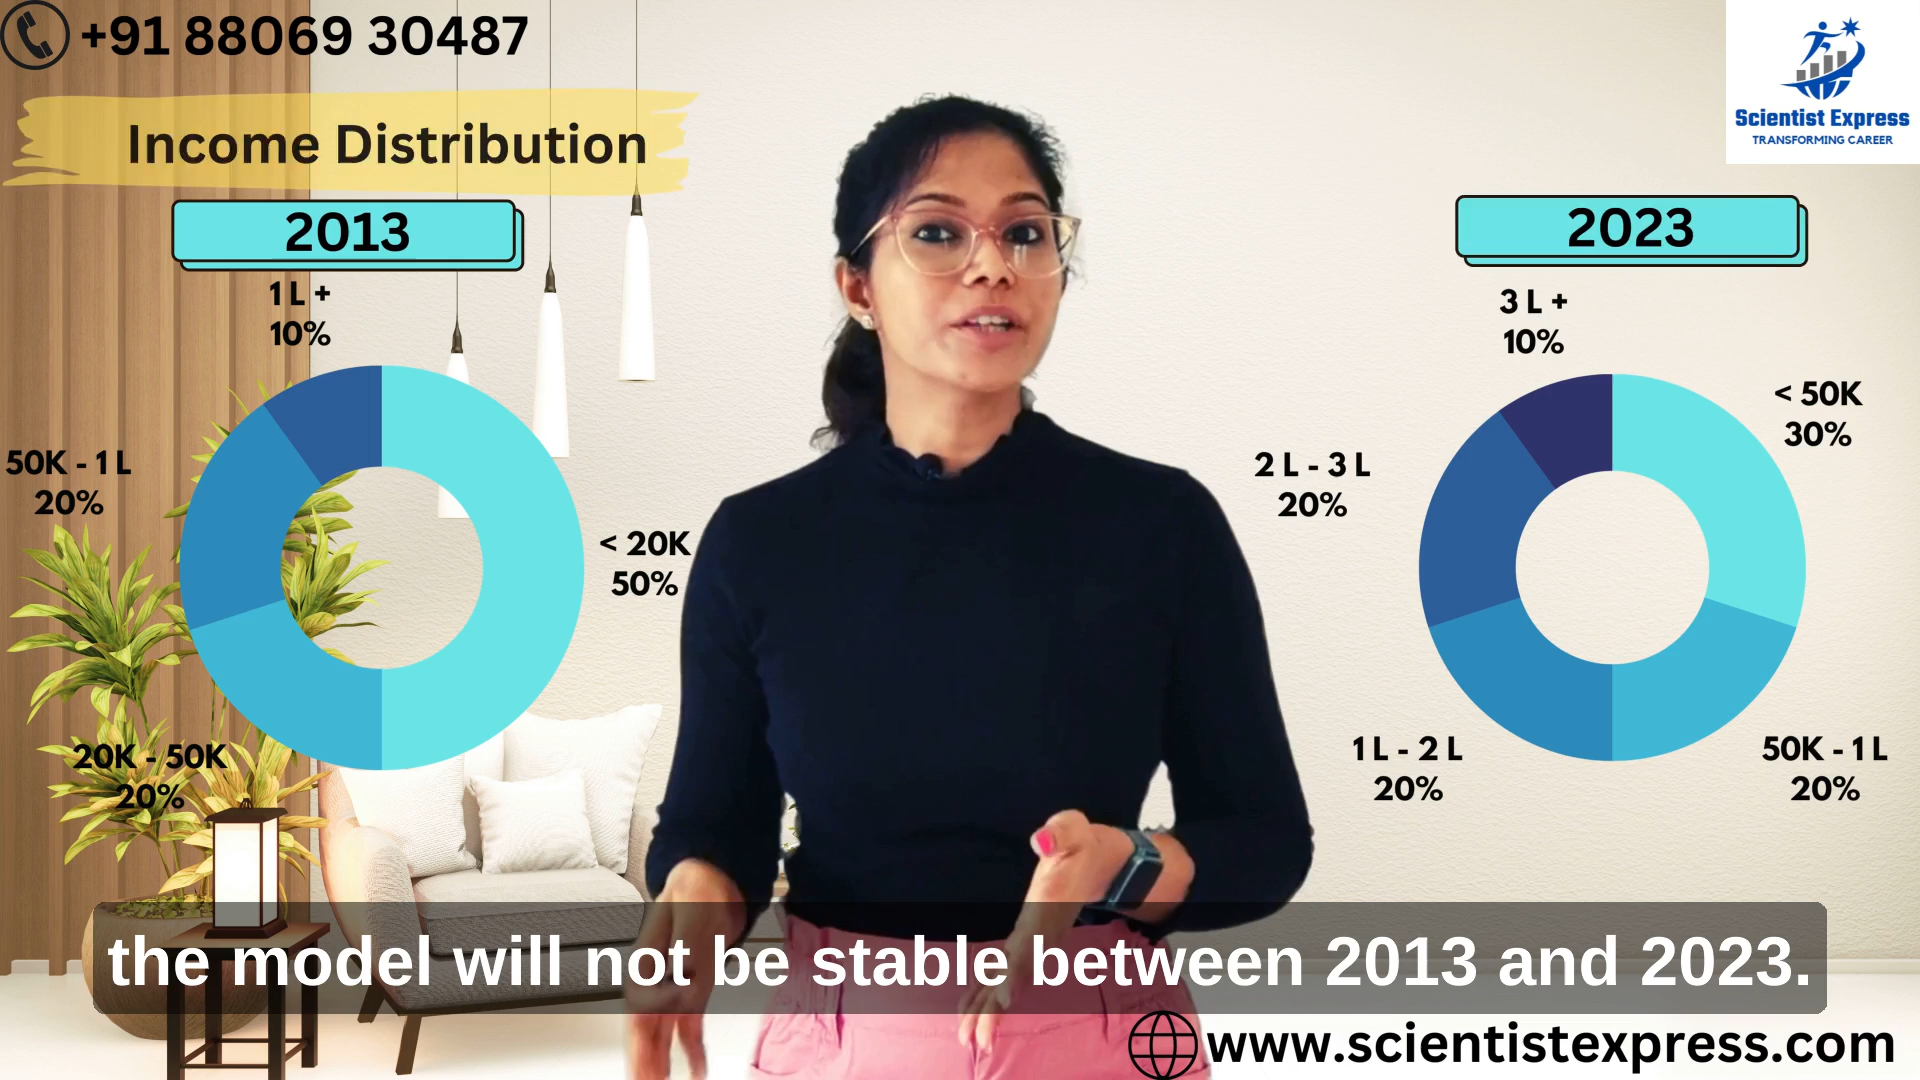 +91 88069 30487
Scientist Express
TRANSFORMING CAREER
Income Distribution
2013
1 L +
10%
50K - 1 L
20%
< 20K
50%
20K - 50K
20%
2023
3 L +
10%
< 50K
30%
2 L - 3 L
20%
1 L - 2 L
20%
50K - 1 L
20%
the model will not be stable between 2013 and 2023.
www.scientistexpress.com